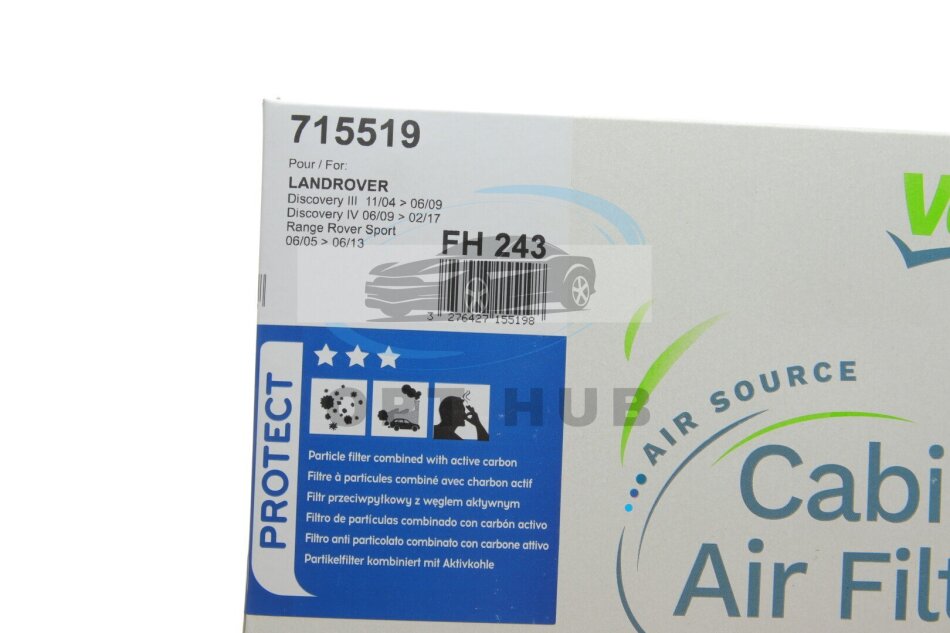 715519
Pour / For:
LANDROVER
Discovery III 11/04 > 06/09
Discovery IV 06/09 > 02/17
Range Rover Sport
06/05 > 06/13
FH 243
3 276427 155198
PROTECT
Particle filter combined with active carbon
Filtre à particules combiné avec charbon actif
Filtr przeciwpyłkowy z węglem aktywnym
Filtro de partículas combinado con carbón activo
Filtro anti particolato combinato con carbone attivo
Partikelfilter kombiniert mit Aktivkohle
OPT HUB
AIR SOURCE
Cabi
Air Filt